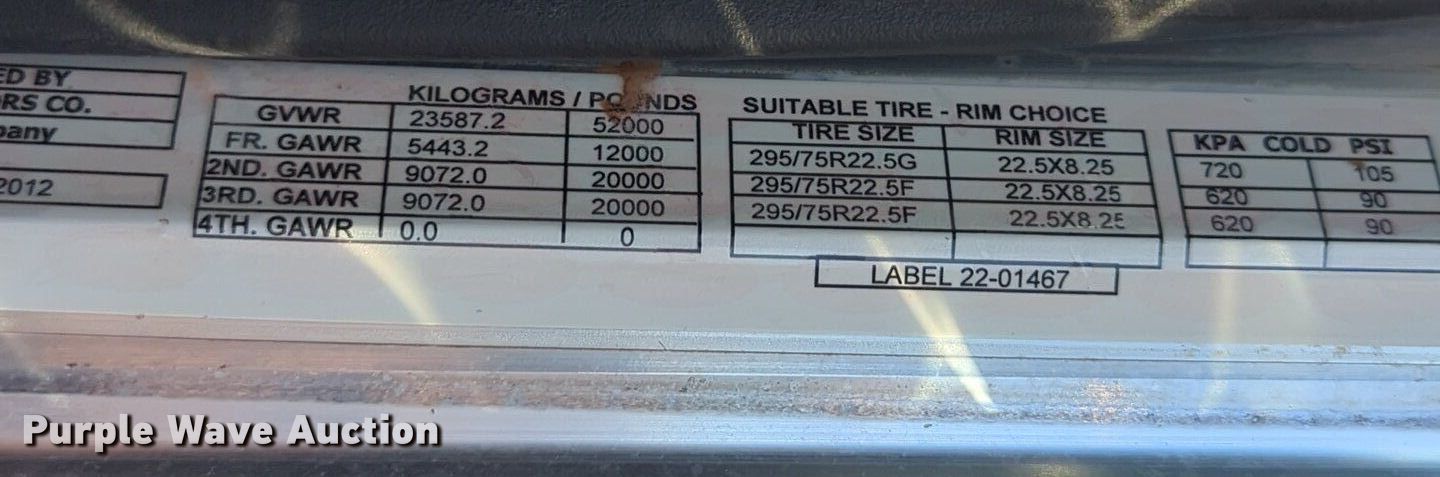 ED BY
ORS CO.
pany
2012
KILOGRAMS / POUNDS
GVWR 23587.2 52000
FR. GAWR 5443.2 12000
2ND. GAWR 9072.0 20000
3RD. GAWR 9072.0 20000
4TH. GAWR 0.0 0
SUITABLE TIRE - RIM CHOICE
TIRE SIZE RIM SIZE
295/75R22.5G 22.5X8.25
295/75R22.5F 22.5X8.25
295/75R22.5F 22.5X8.25
LABEL 22-01467
KPA COLD PSI
720 105
620 90
620 90
Purple Wave Auction